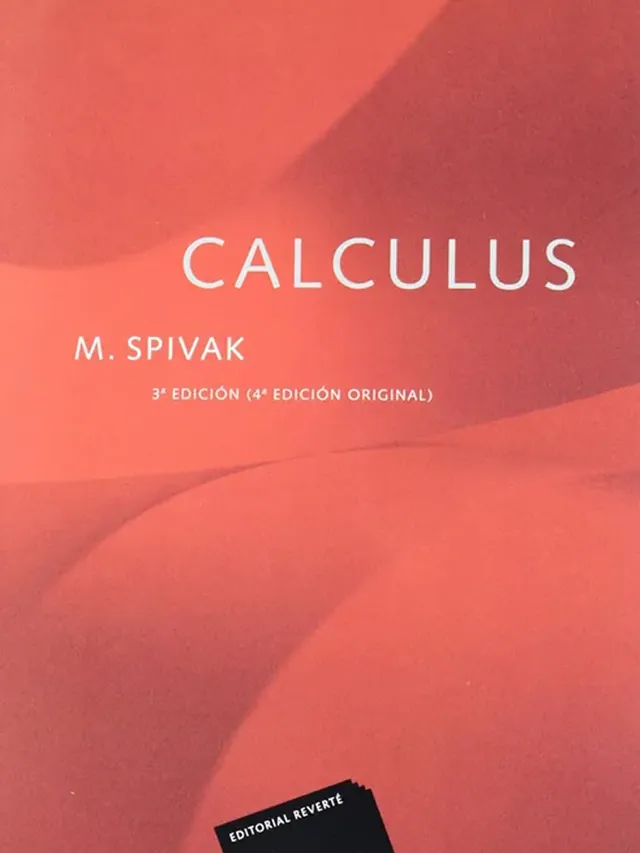 CALCULUS
M. SPIVAK
3ª EDICIÓN (4ª EDICIÓN ORIGINAL)
EDITORIAL REVERTÉ